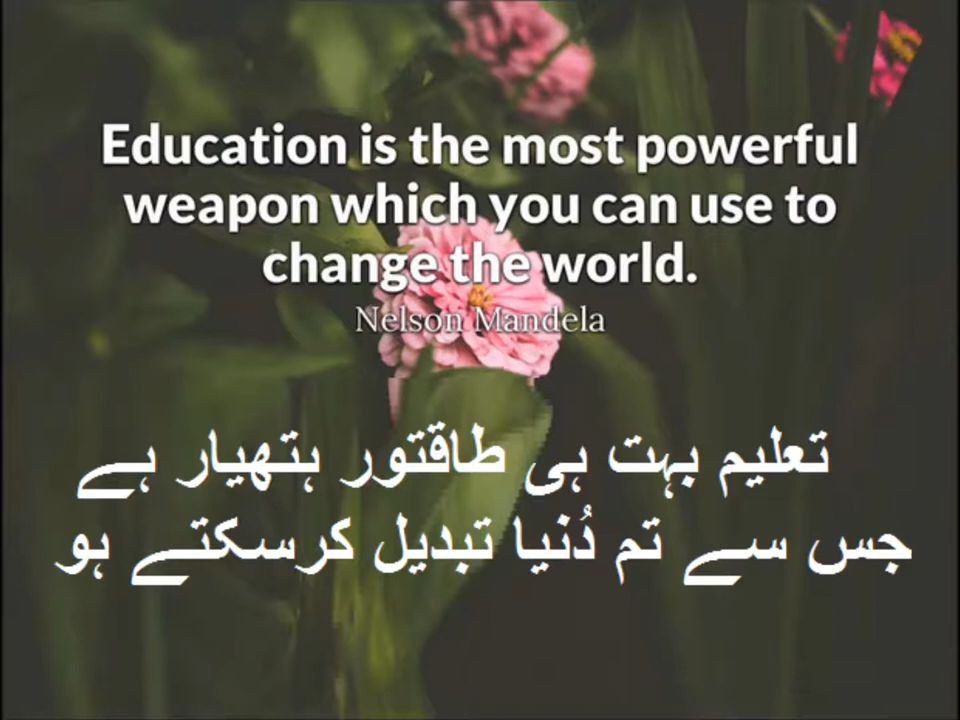 Education is the most powerful
weapon which you can use to
change the world.
Nelson Mandela
تعلیم بہت ہی طاقتور ہتھیار ہے
جس سے تم دُنیا تبدیل کرسکتے ہو